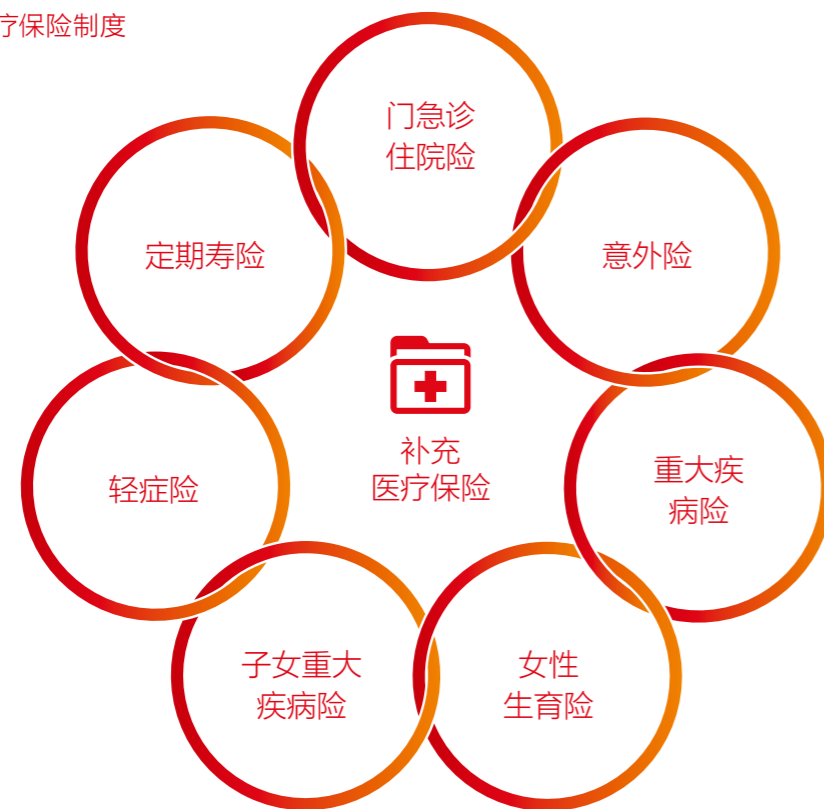 疗保险制度
门急诊
住院险
意外险
重大疾
病险
女性
生育险
子女重大
疾病险
轻症险
定期寿险
补充
医疗保险